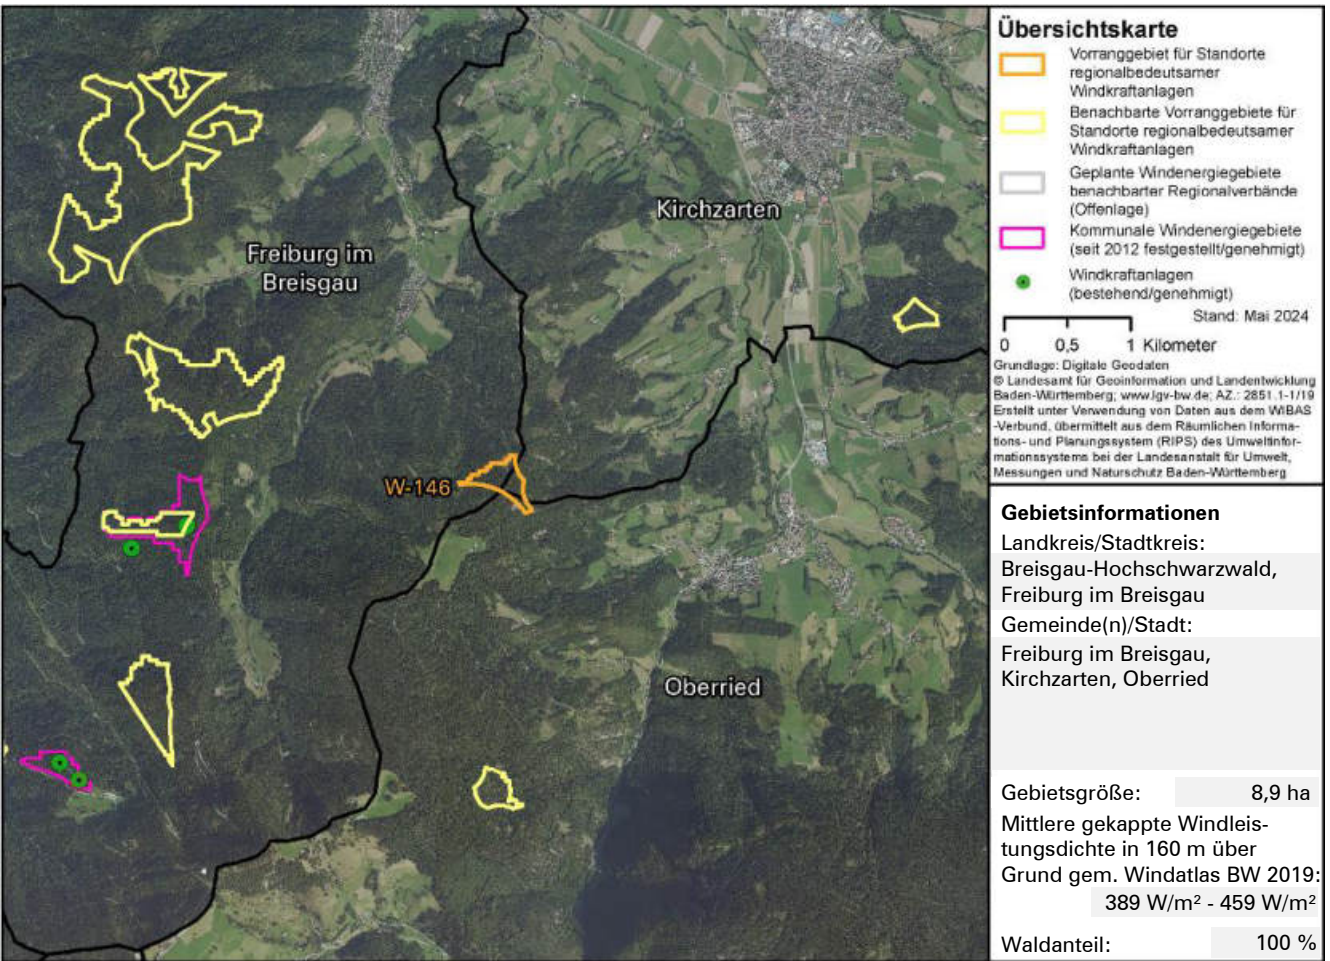 Freiburg im
Breisgau
Kirchzarten
W-146
Oberried
Übersichtskarte
Vorranggebiet für Standorte
regionalbedeutsamer
Windkraftanlagen
Benachbarte Vorranggebiete für
Standorte regionalbedeutsamer
Windkraftanlagen
Geplante Windenergiegebiete
benachbarter Regionalverbände
(Offenlage)
Kommunale Windenergiegebiete
(seit 2012 festgestellt/genehmigt)
Windkraftanlagen
(bestehend/genehmigt)
Stand: Mai 2024
0 0,5 1 Kilometer
Grundlage: Digitale Geodaten
© Landesamt für Geoinformation und Landentwicklung
Baden-Württemberg; www.lgv-bw.de; AZ.: 2851.1-1/19
Erstellt unter Verwendung von Daten aus dem WIBAS
-Verbund, übermittelt aus dem Räumlichen Informa-
tions- und Planungssystem (RIPS) des Umweltinfor-
mationssystems bei der Landesanstalt für Umwelt,
Messungen und Naturschutz Baden-Württemberg
Gebietsinformationen
Landkreis/Stadtkreis:
Breisgau-Hochschwarzwald,
Freiburg im Breisgau
Gemeinde(n)/Stadt:
Freiburg im Breisgau,
Kirchzarten, Oberried
Gebietsgröße: 8,9 ha
Mittlere gekappte Windleis-
tungsdichte in 160 m über
Grund gem. Windatlas BW 2019:
389 W/m² - 459 W/m²
Waldanteil: 100 %